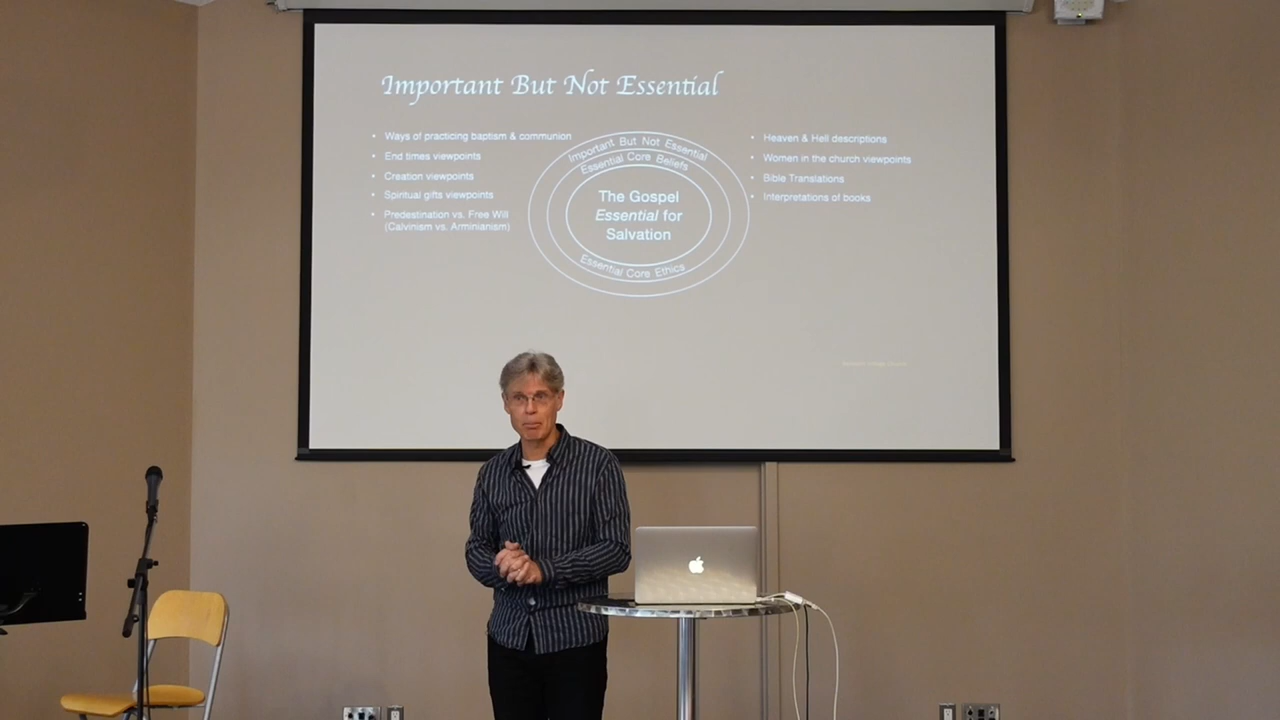 Important But Not Essential
• Ways of practicing baptism & communion
• End times viewpoints
• Creation viewpoints
• Spiritual gifts viewpoints
• Predestination vs. Free Will
(Calvinism vs. Arminianism)
Important But Not Essential
Essential Core Beliefs
The Gospel
Essential for
Salvation
Essential Core Ethics
• Heaven & Hell descriptions
• Women in the church viewpoints
• Bible Translations
• Interpretations of books